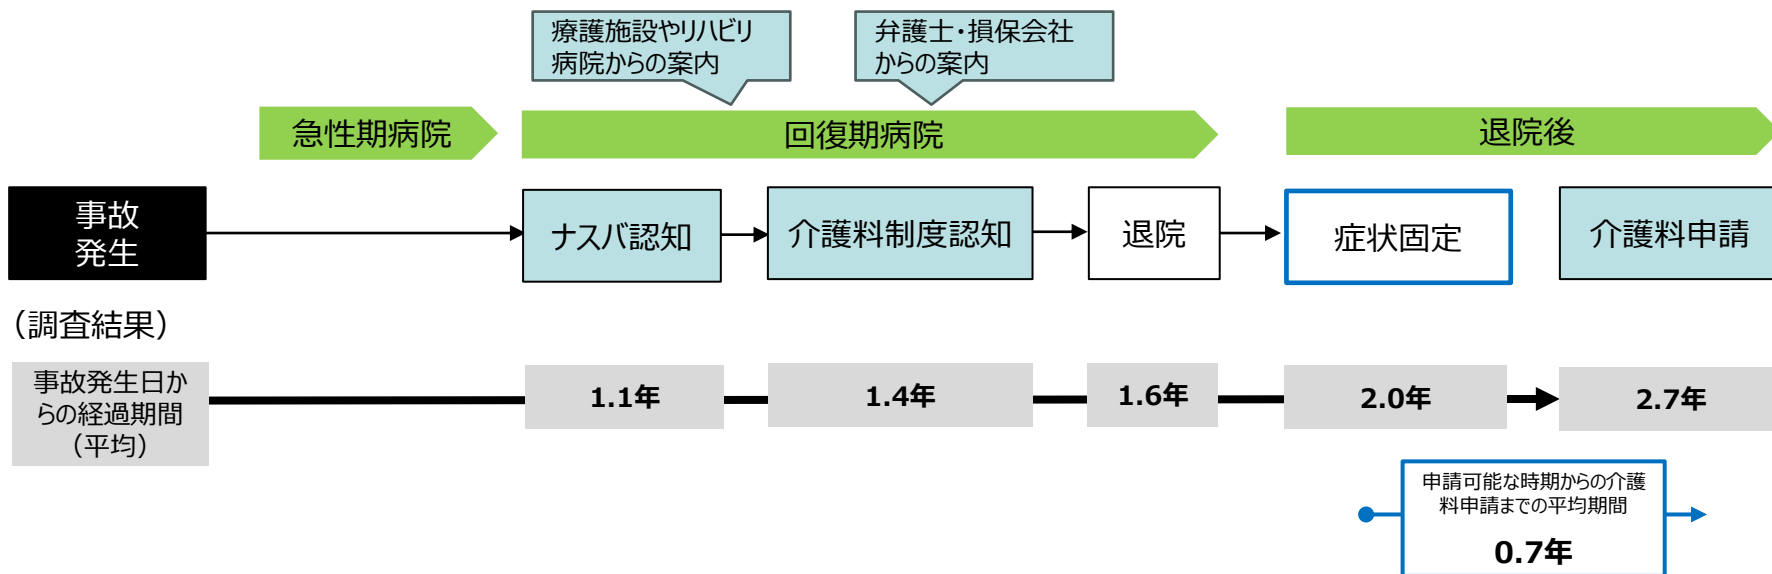 療護施設やリハビリ
病院からの案内
弁護士・損保会社
からの案内
急性期病院
回復期病院
退院後
事故
発生
ナスバ認知
介護料制度認知
退院
症状固定
介護料申請
（調査結果）
事故発生日か
らの経過期間
（平均）
1.1年
1.4年
1.6年
2.0年
2.7年
申請可能な時期からの介護
料申請までの平均期間
0.7年